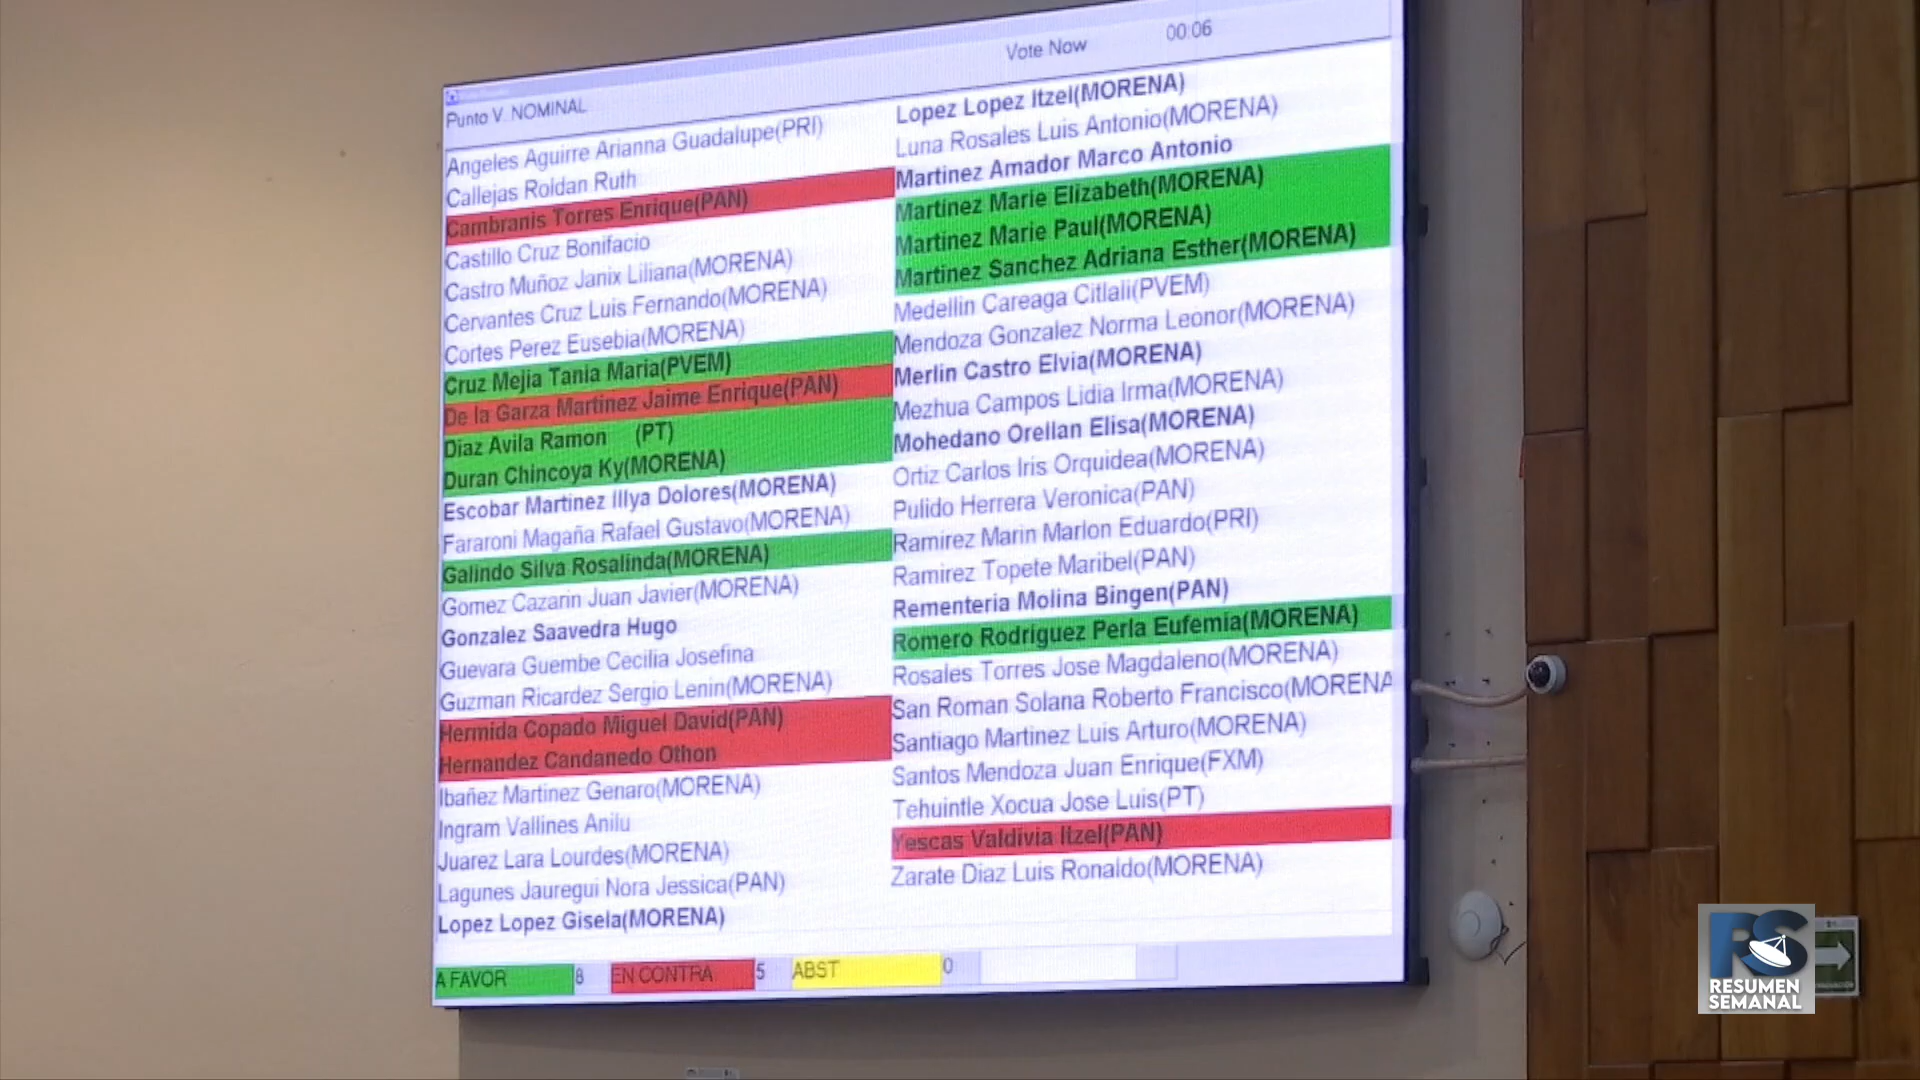 Vote Now 00:06
Punto V. NOMINAL
Angeles Aguirre Arianna Guadalupe(PRI)
Callejas Roldan Ruth
Cambranis Torres Enrique(PAN)
Castillo Cruz Bonifacio
Castro Muñoz Janix Liliana(MORENA)
Cervantes Cruz Luis Fernando(MORENA)
Cortes Perez Eusebia(MORENA)
Cruz Mejia Tania Maria(PVEM)
De la Garza Martinez Jaime Enrique(PAN)
Diaz Avila Ramon (PT)
Duran Chincoya Ky(MORENA)
Escobar Martinez Illya Dolores(MORENA)
Fararoni Magaña Rafael Gustavo(MORENA)
Galindo Silva Rosalinda(MORENA)
Gomez Cazarin Juan Javier(MORENA)
Gonzalez Saavedra Hugo
Guevara Guembe Cecilia Josefina
Guzman Ricardez Sergio Lenin(MORENA)
Hermida Copado Miguel David(PAN)
Hernandez Candanedo Othon
Ibañez Martinez Genaro(MORENA)
Ingram Vallines Anilu
Juarez Lara Lourdes(MORENA)
Lagunes Jauregui Nora Jessica(PAN)
Lopez Lopez Gisela(MORENA)
Lopez Lopez Itzel(MORENA)
Luna Rosales Luis Antonio(MORENA)
Martinez Amador Marco Antonio
Martinez Marie Elizabeth(MORENA)
Martinez Marie Paul(MORENA)
Martinez Sanchez Adriana Esther(MORENA)
Medellin Careaga Citlali(PVEM)
Mendoza Gonzalez Norma Leonor(MORENA)
Merlin Castro Elvia(MORENA)
Mezhua Campos Lidia Irma(MORENA)
Mohedano Orellan Elisa(MORENA)
Ortiz Carlos Iris Orquidea(MORENA)
Pulido Herrera Veronica(PAN)
Ramirez Marin Marlon Eduardo(PRI)
Ramirez Topete Maribel(PAN)
Rementeria Molina Bingen(PAN)
Romero Rodriguez Perla Eufemia(MORENA)
Rosales Torres Jose Magdaleno(MORENA)
San Roman Solana Roberto Francisco(MORENA
Santiago Martinez Luis Arturo(MORENA)
Santos Mendoza Juan Enrique(FXM)
Tehuintle Xocua Jose Luis(PT)
Yescas Valdivia Itzel(PAN)
Zarate Diaz Luis Ronaldo(MORENA)
A FAVOR 8 EN CONTRA 5 ABST 0
RS
RESUMEN
SEMANAL